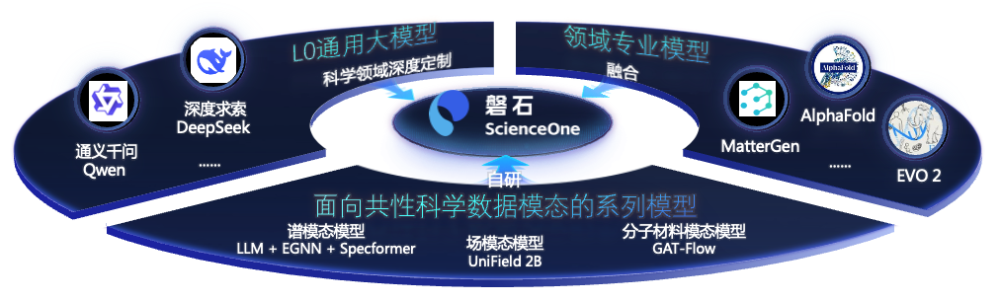 L0通用大模型
科学领域深度定制
深度求索
DeepSeek
通义千问
Qwen
......
领域专业模型
融合
AlphaFold
AlphaFold
MatterGen
......
EVO 2
磐石
ScienceOne
自研
面向共性科学数据模态的系列模型
谱模态模型
LLM + EGNN + Specformer
场模态模型
UniField 2B
分子材料模态模型
GAT-Flow